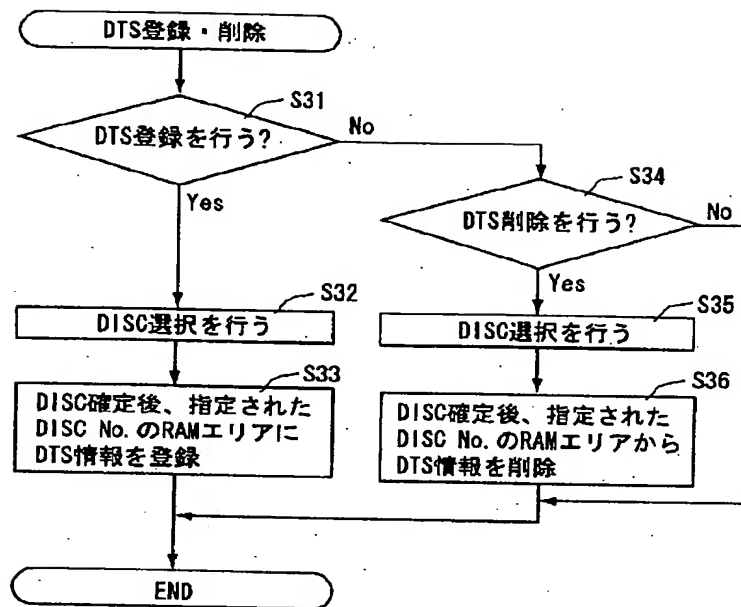 DTS登録・削除
S31
DTS登録を行う?
No
Yes
S34
DTS削除を行う?
No
Yes
S32
DISC選択を行う
S35
DISC選択を行う
S33
DISC確定後、指定された
DISC No.のRAMエリアに
DTS情報を登録
S36
DISC確定後、指定された
DISC No.のRAMエリアから
DTS情報を削除
END